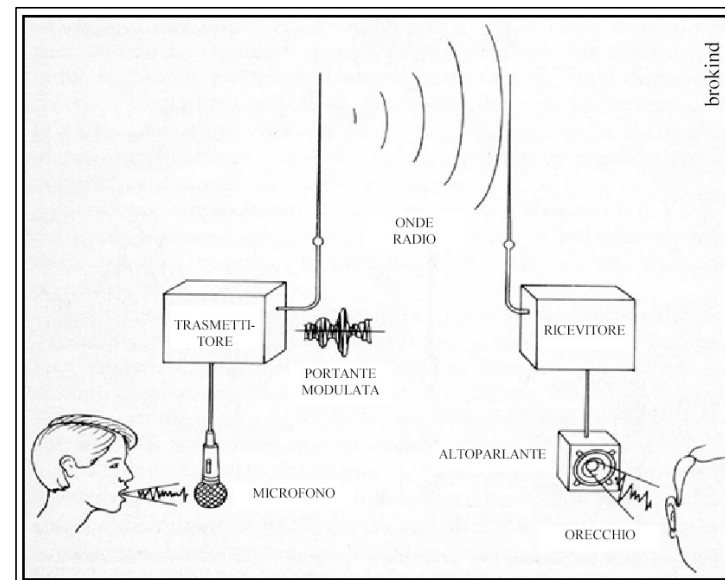 brokind
ONDE
RADIO
TRASMETTI-
TORE
RICEVITORE
PORTANTE
MODULATA
ALTOPARLANTE
MICROFONO
ORECCHIO